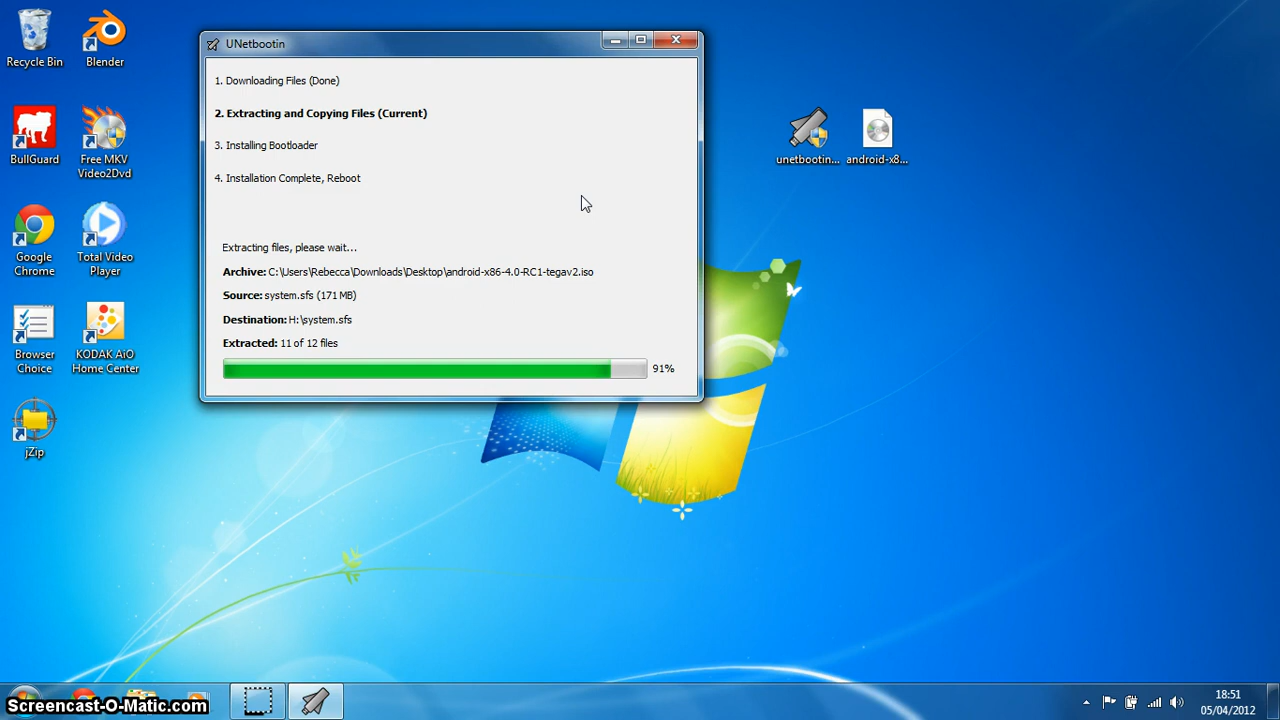 Recycle Bin
Blender
BullGuard
Free MKV
Video2Dvd
Google
Chrome
Total Video
Player
Browser
Choice
KODAK AiO
Home Center
jZip
UNetbootin
1. Downloading Files (Done)
2. Extracting and Copying Files (Current)
3. Installing Bootloader
4. Installation Complete, Reboot
Extracting files, please wait...
Archive: C:\Users\Rebecca\Downloads\Desktop\android-x86-4.0-RC1-tegav2.iso
Source: system.sfs (171 MB)
Destination: H:\system.sfs
Extracted: 11 of 12 files
91%
unetbootin...
android-x8...
Screencast-O-Matic.com
18:51
05/04/2012